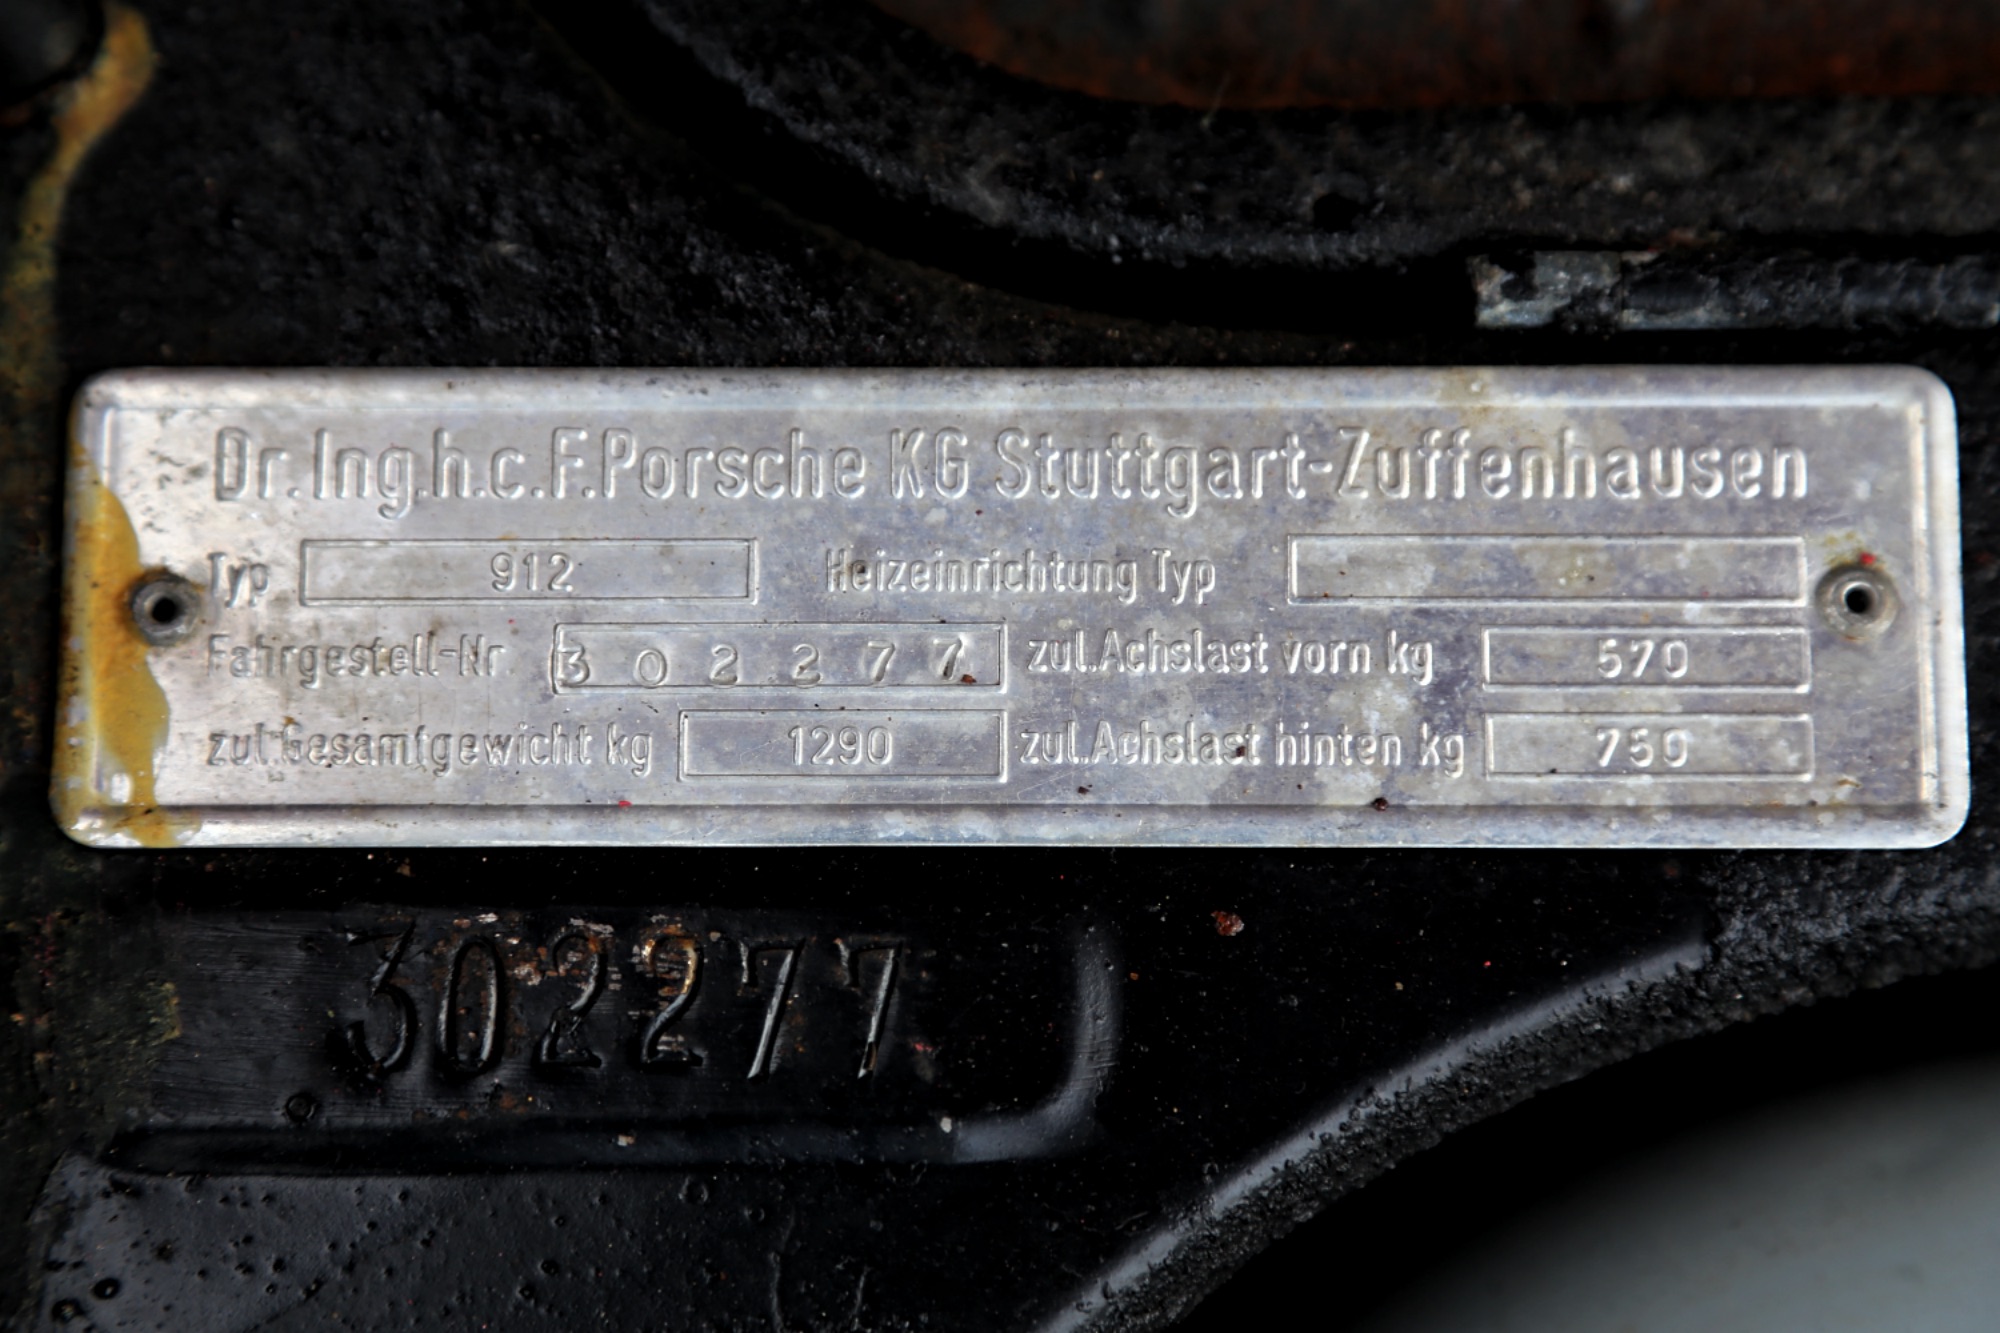 Dr. Ing.h.c.F.Porsche KG Stuttgart-Zuffenhausen
Typ 912 Heizeinrichtung Typ
Fahrgestell-Nr. 302277 zul.Achslast vorn kg 570
zul.Gesamtgewicht kg 1290 zul.Achslast hinten kg 750
302277